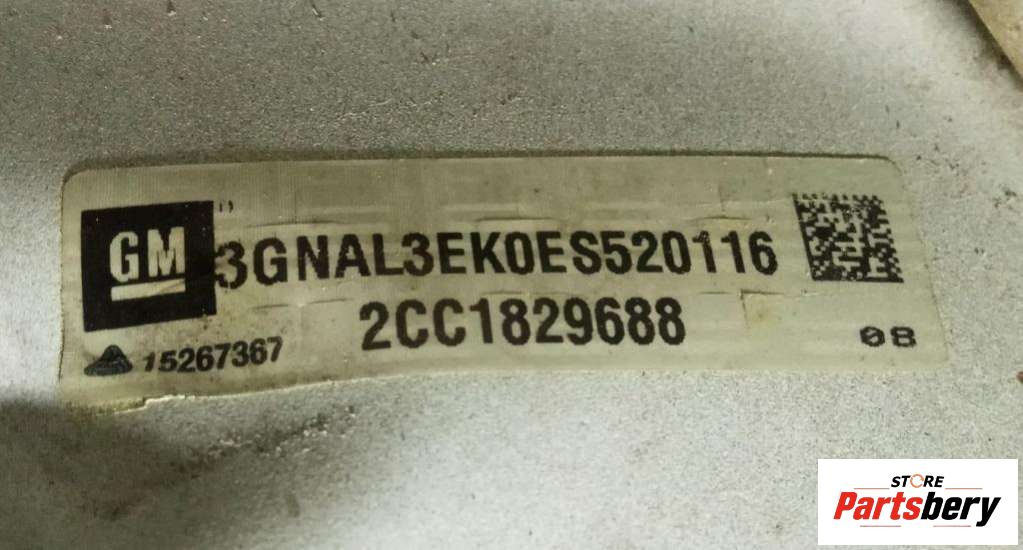 GM
3GNAL3EK0ES520116
2CC1829688
15267367
08
STORE
Partsbery